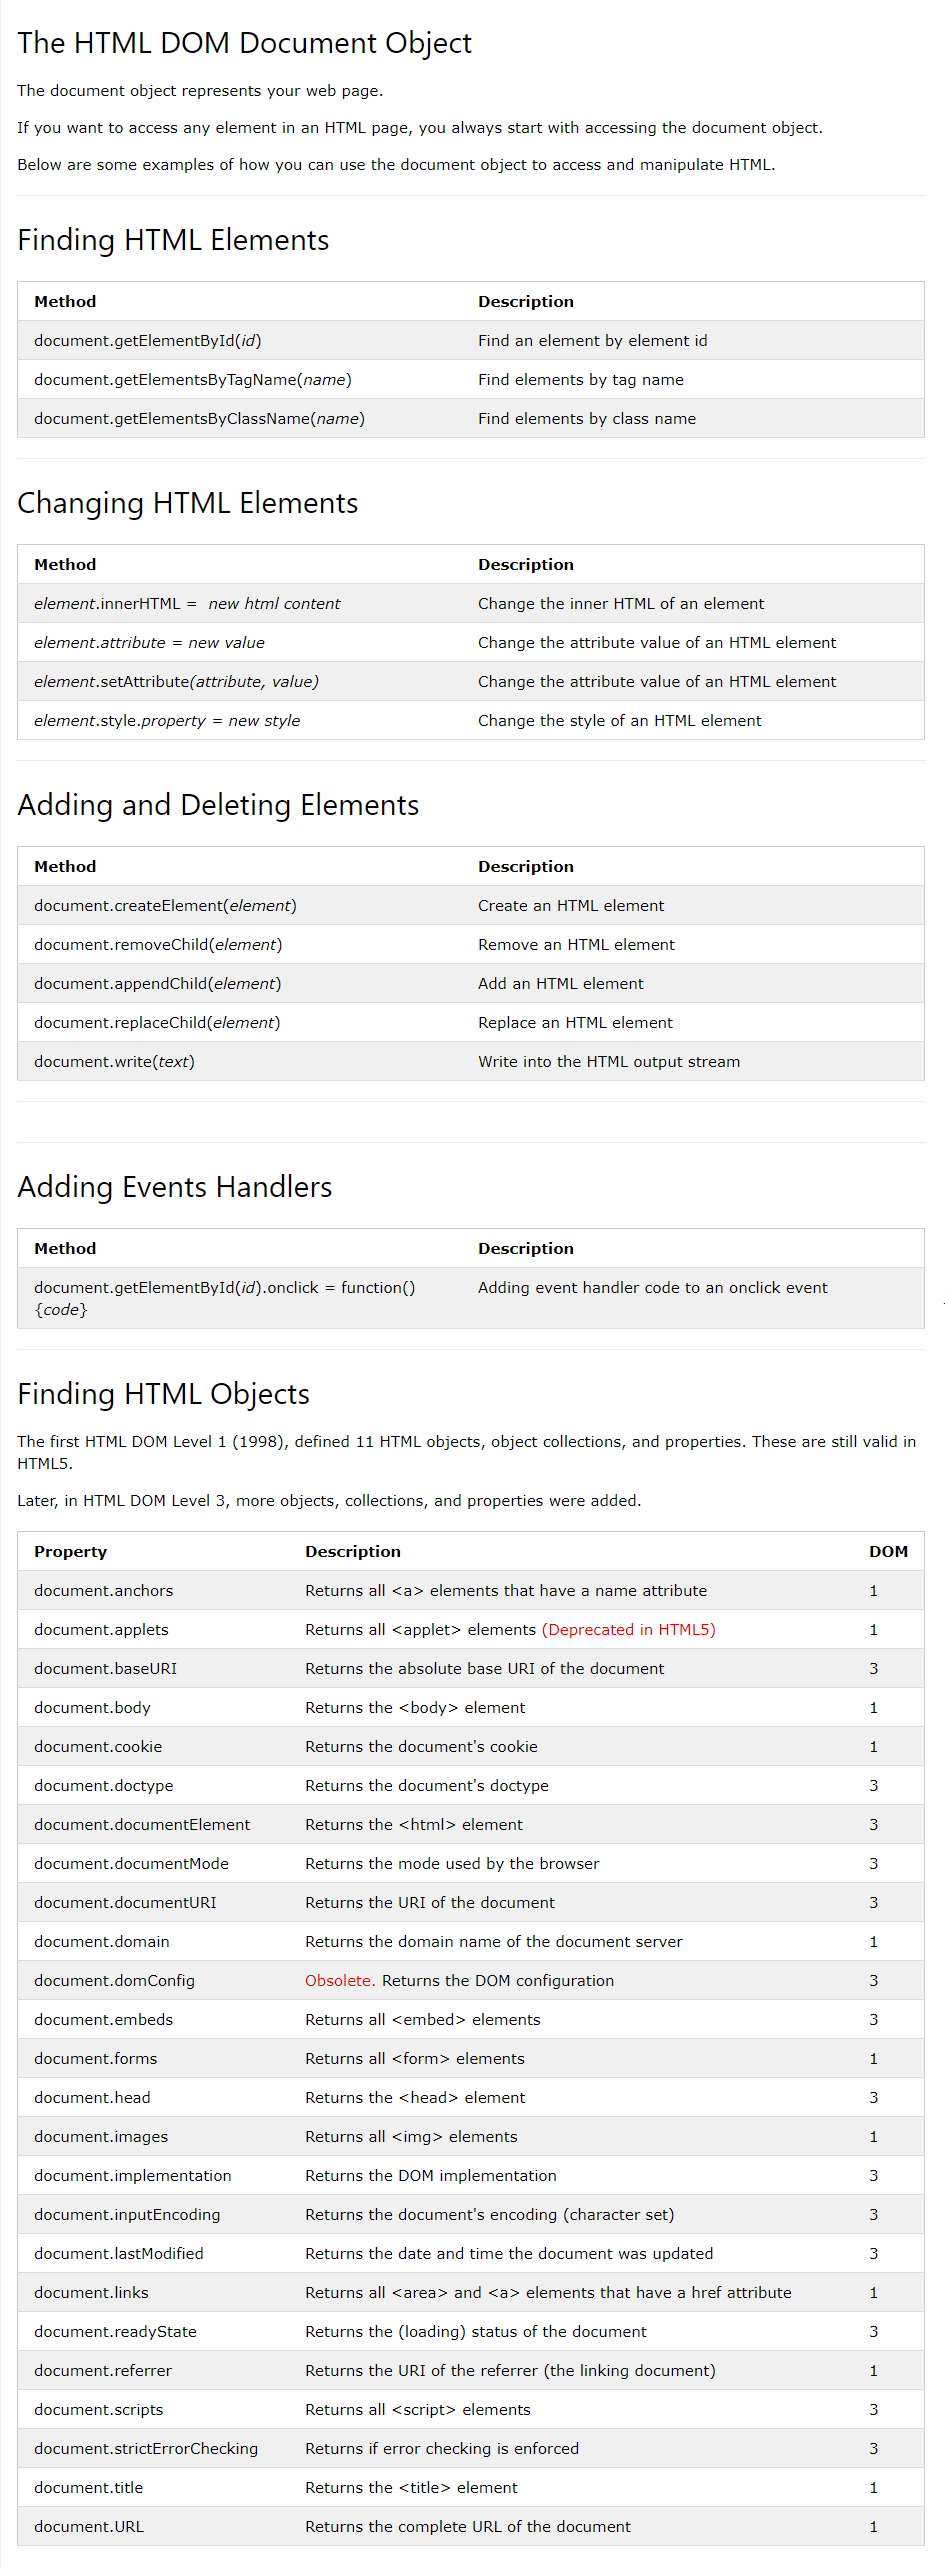 The HTML DOM Document Object
The document object represents your web page.
If you want to access any element in an HTML page, you always start with accessing the document object.
Below are some examples of how you can use the document object to access and manipulate HTML.
Finding HTML Elements
Method Description
document.getElementById(id) Find an element by element id
document.getElementsByTagName(name) Find elements by tag name
document.getElementsByClassName(name) Find elements by class name
Changing HTML Elements
Method Description
element.innerHTML =  new html content Change the inner HTML of an element
element.attribute = new value Change the attribute value of an HTML element
element.setAttribute(attribute, value) Change the attribute value of an HTML element
element.style.property = new style Change the style of an HTML element
Adding and Deleting Elements
Method Description
document.createElement(element) Create an HTML element
document.removeChild(element) Remove an HTML element
document.appendChild(element) Add an HTML element
document.replaceChild(element) Replace an HTML element
document.write(text) Write into the HTML output stream
Adding Events Handlers
Method Description
document.getElementById(id).onclick = function() Adding event handler code to an onclick event
{code}
Finding HTML Objects
The first HTML DOM Level 1 (1998), defined 11 HTML objects, object collections, and properties. These are still valid in
HTML5.
Later, in HTML DOM Level 3, more objects, collections, and properties were added.
Property Description DOM
document.anchors Returns all <a> elements that have a name attribute 1
document.applets Returns all <applet> elements (Deprecated in HTML5) 1
document.baseURI Returns the absolute base URI of the document 3
document.body Returns the <body> element 1
document.cookie Returns the document's cookie 1
document.doctype Returns the document's doctype 3
document.documentElement Returns the <html> element 3
document.documentMode Returns the mode used by the browser 3
document.documentURI Returns the URI of the document 3
document.domain Returns the domain name of the document server 1
document.domConfig Obsolete. Returns the DOM configuration 3
document.embeds Returns all <embed> elements 3
document.forms Returns all <form> elements 1
document.head Returns the <head> element 3
document.images Returns all <img> elements 1
document.implementation Returns the DOM implementation 3
document.inputEncoding Returns the document's encoding (character set) 3
document.lastModified Returns the date and time the document was updated 3
document.links Returns all <area> and <a> elements that have a href attribute 1
document.readyState Returns the (loading) status of the document 3
document.referrer Returns the URI of the referrer (the linking document) 1
document.scripts Returns all <script> elements 3
document.strictErrorChecking Returns if error checking is enforced 3
document.title Returns the <title> element 1
document.URL Returns the complete URL of the document 1